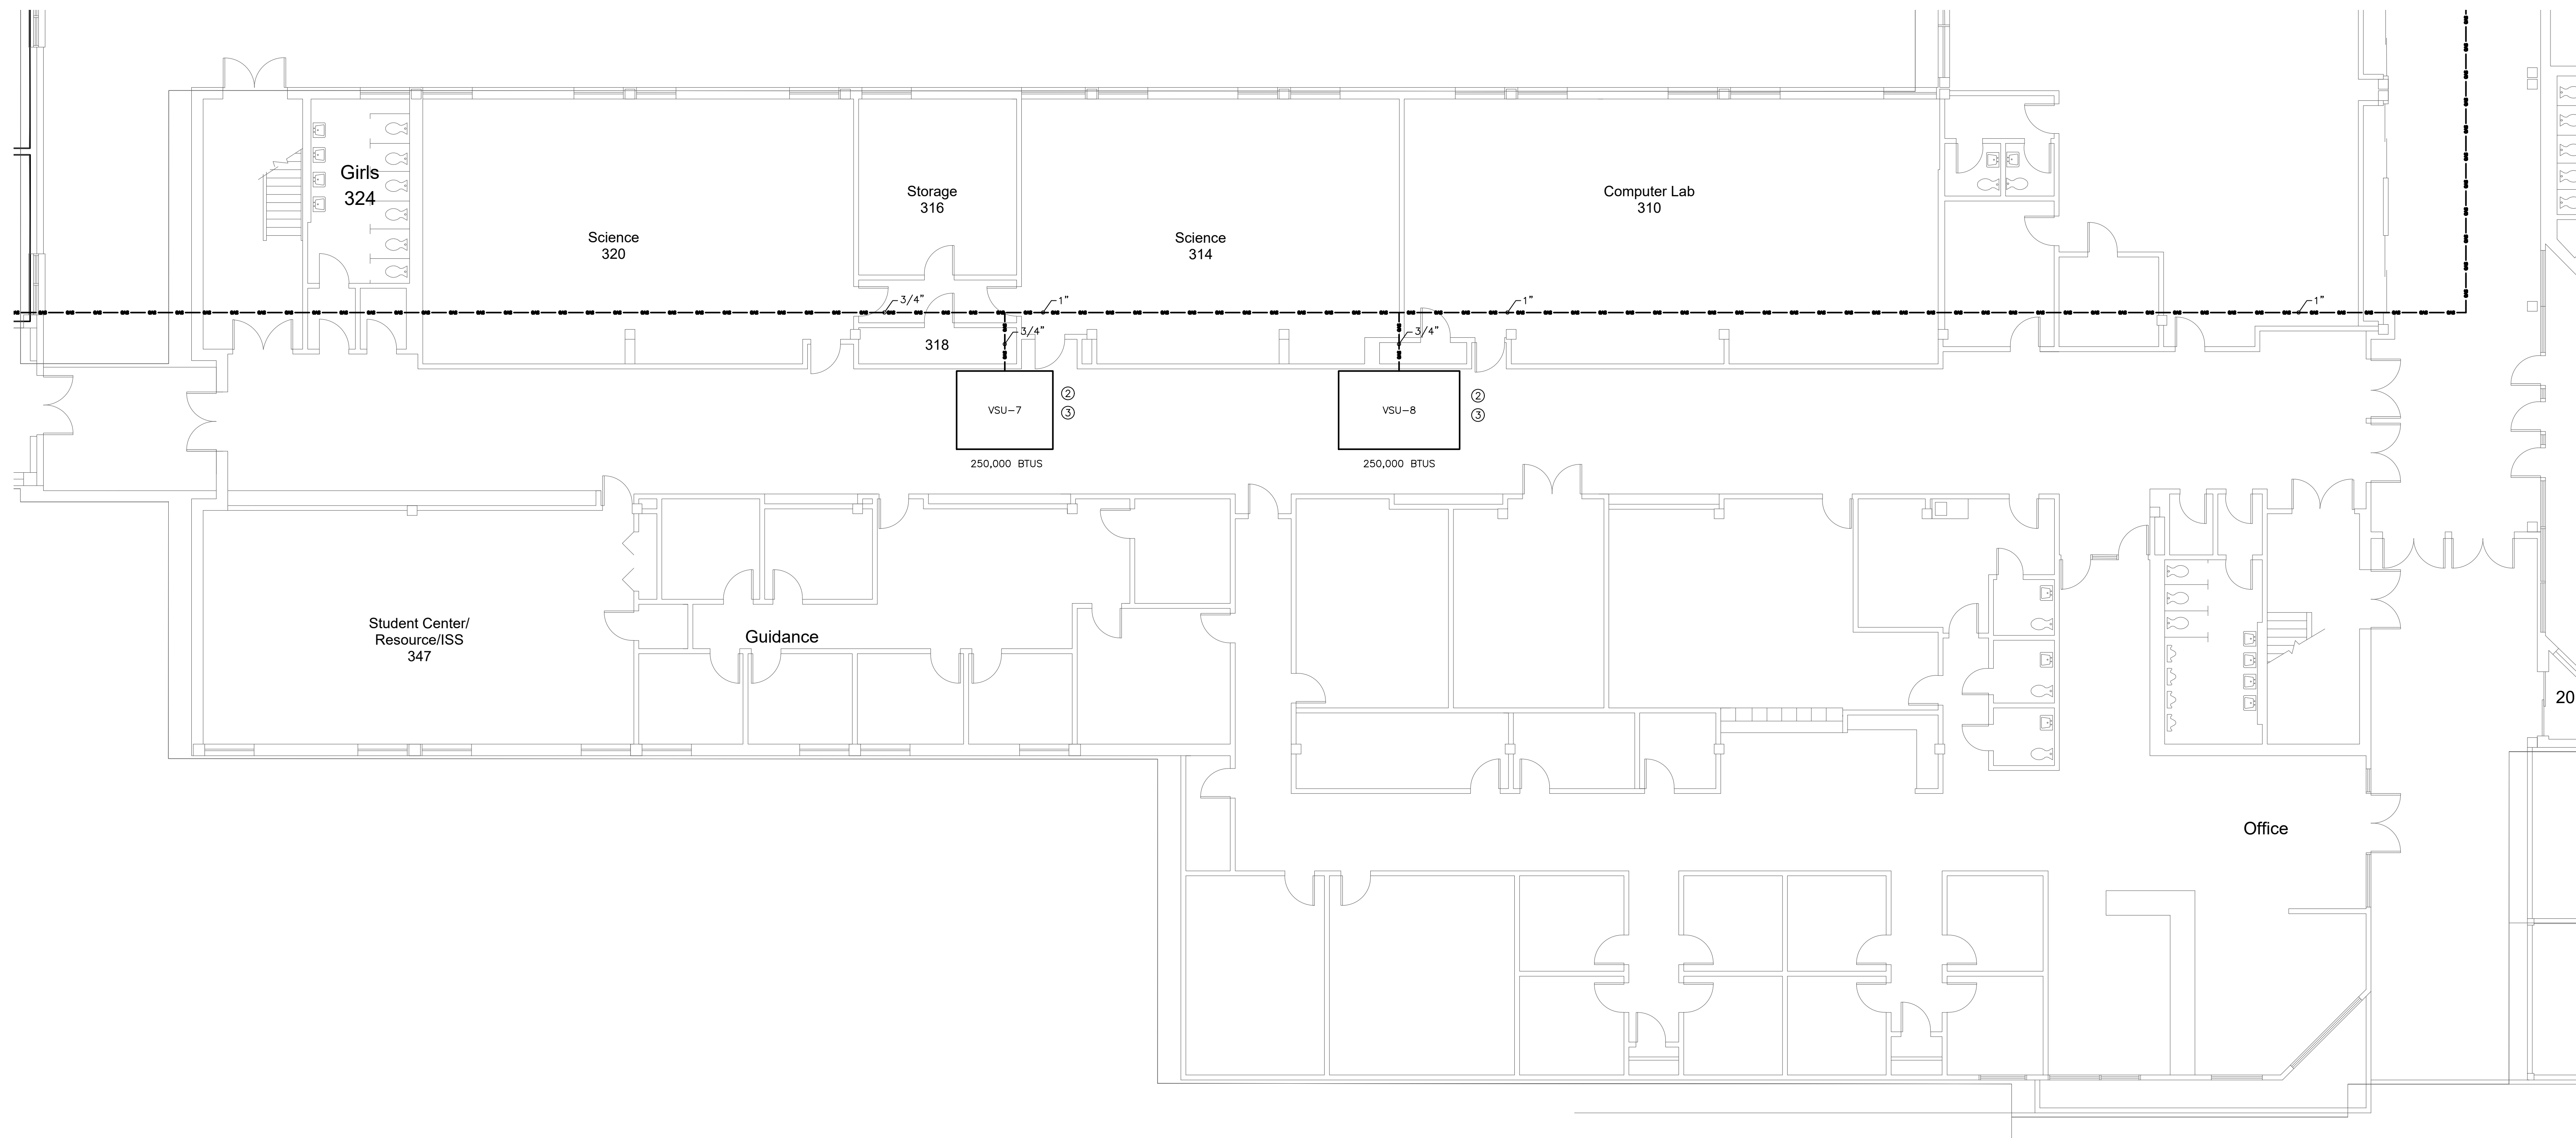 Girls
324
Storage
316
Computer Lab
310
Science
320
Science
314
3/4"
1"
1"
1"
3/4"
3/4"
318
VSU-7
2
3
VSU-8
2
3
250,000 BTUS
250,000 BTUS
Student Center/
Resource/ISS
347
Guidance
20
Office